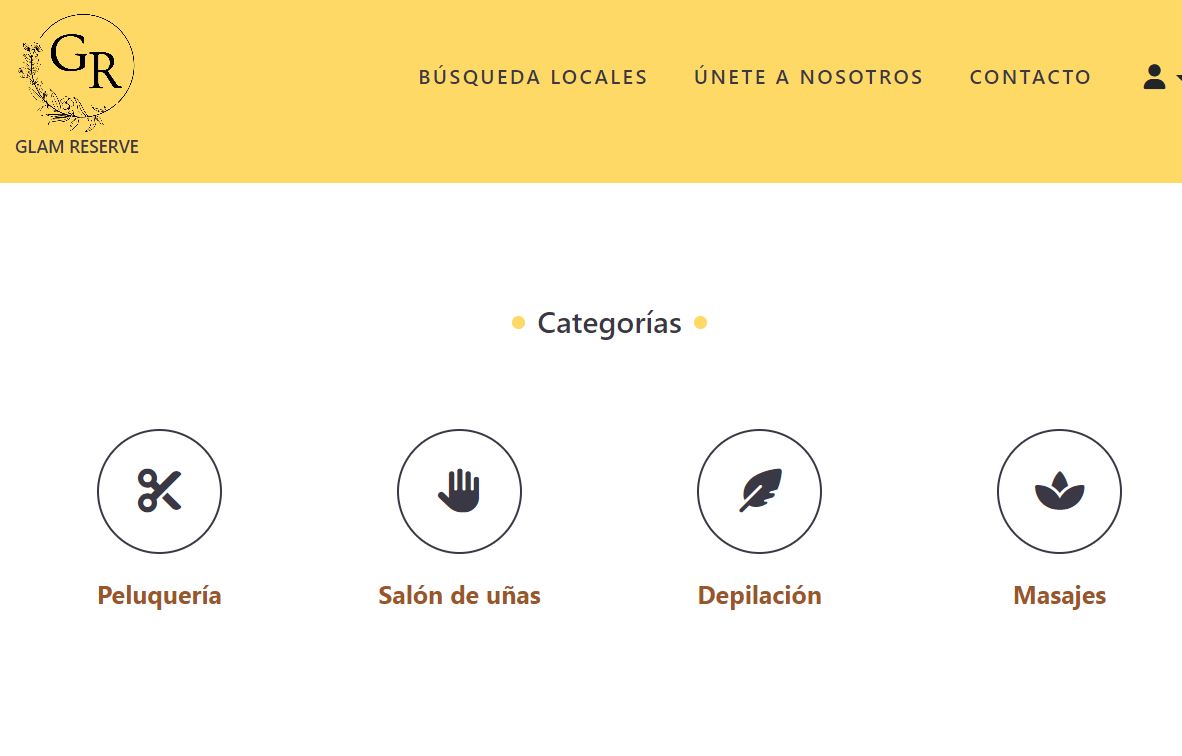 GR
GLAM RESERVE
BÚSQUEDA LOCALES
ÚNETE A NOSOTROS
CONTACTO
Categorías
Peluquería
Salón de uñas
Depilación
Masajes